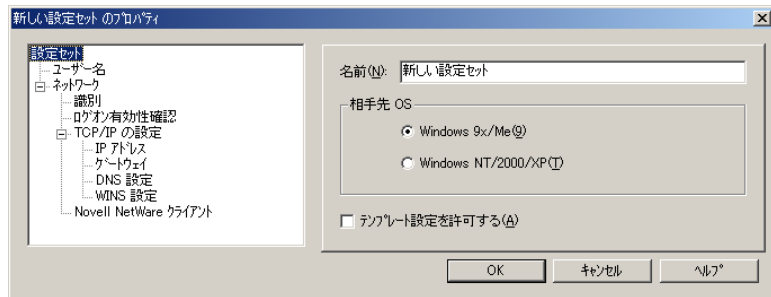 新しい設定セット のプロパティ
設定セット
ユーザー名
ネットワーク
識別
ログオン有効性確認
TCP/IP の設定
IP アドレス
ゲートウェイ
DNS 設定
WINS 設定
Novell NetWare クライアント
名前(N): 新しい設定セット
相手先 OS
Windows 9x/Me(9)
Windows NT/2000/XP(T)
テンプレート設定を許可する(A)
OK キャンセル ヘルプ